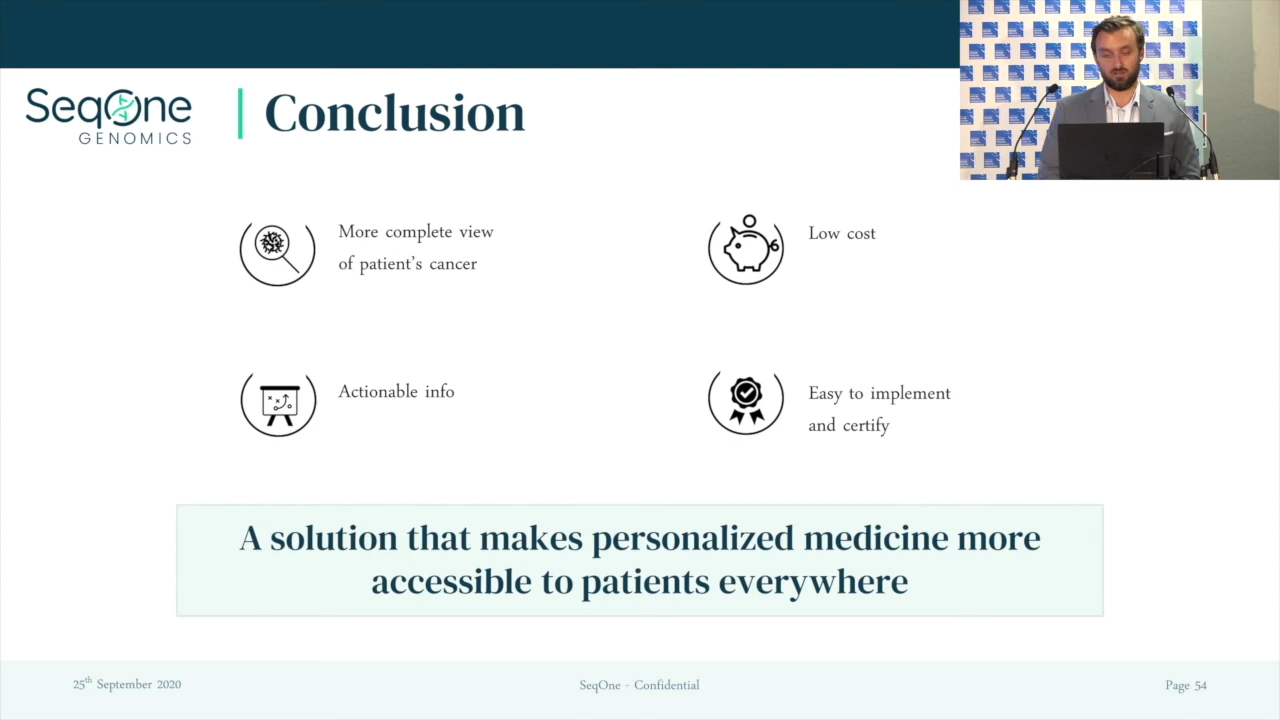 SeqOne
GENOMICS
Conclusion
More complete view
of patient’s cancer
Low cost
Actionable info
Easy to implement
and certify
A solution that makes personalized medicine more
accessible to patients everywhere
25th September 2020
SeqOne - Confidential
Page 54